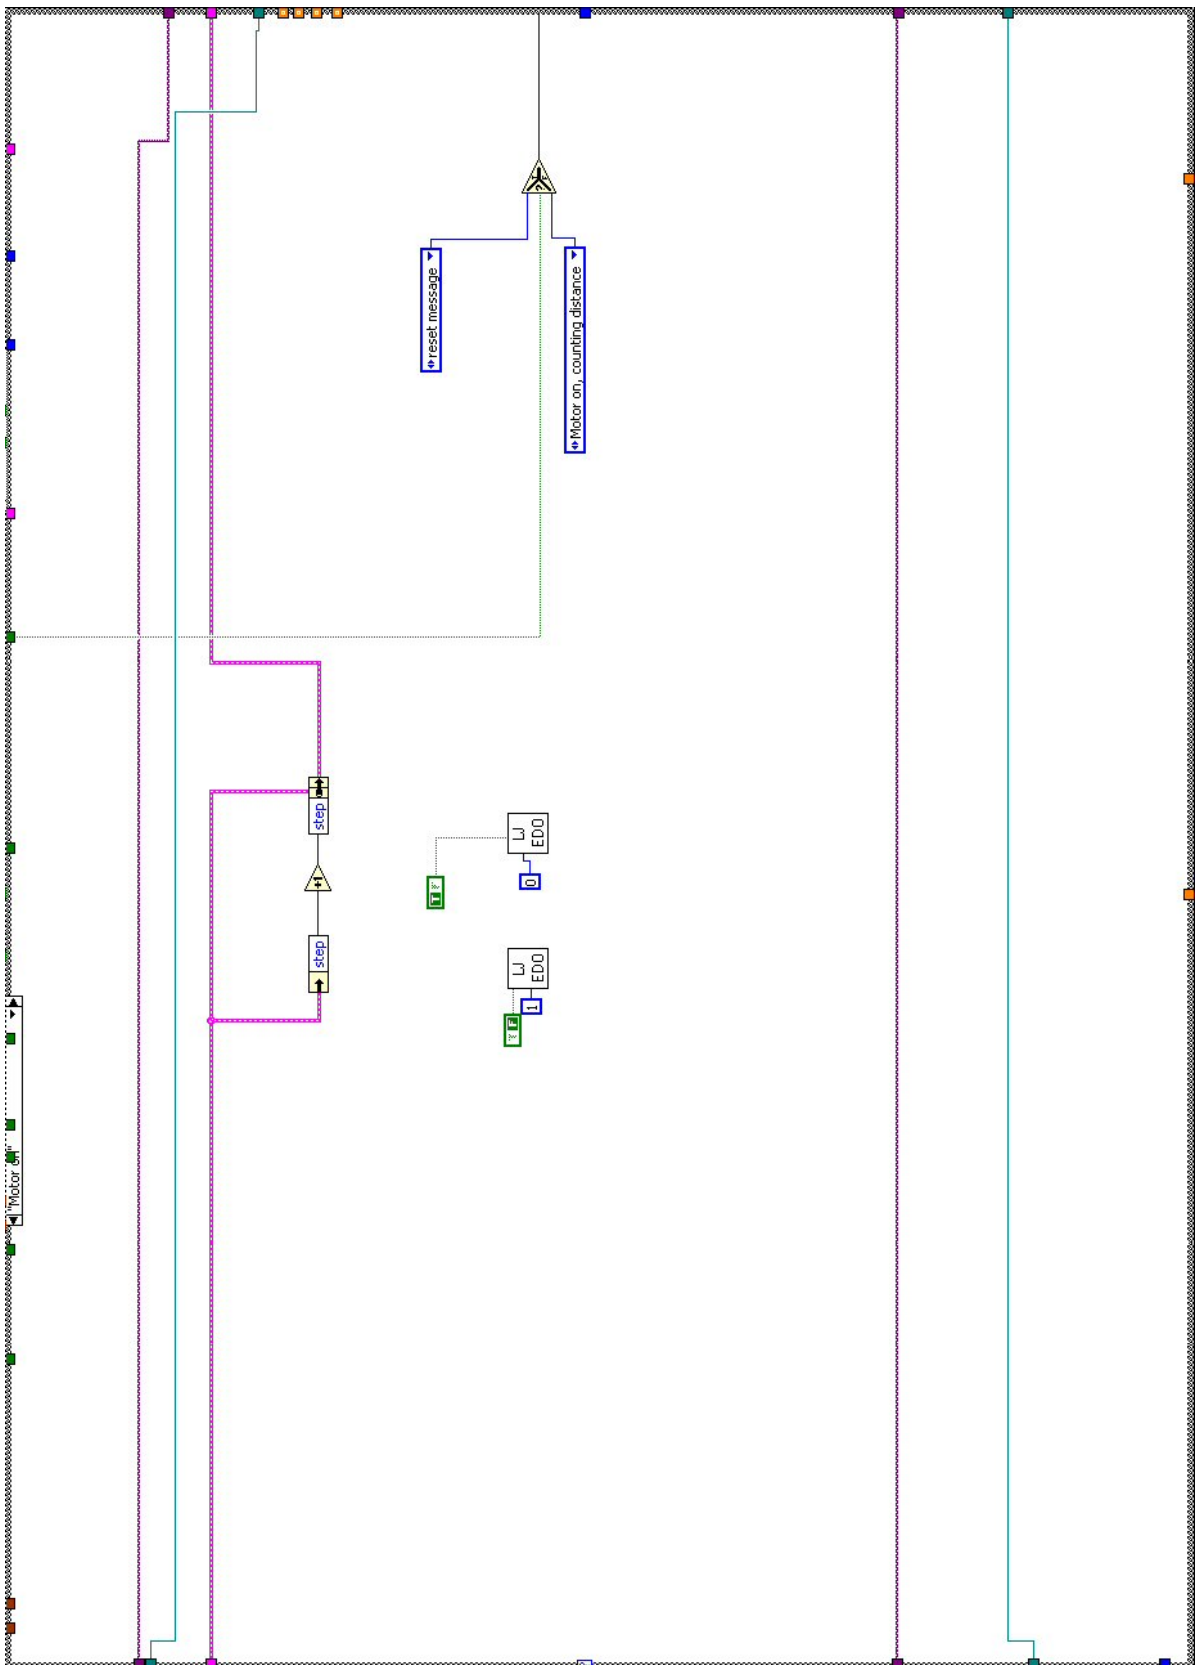 "Motor on"
step
+1
step
reset message
Motor on, counting distance
T
F
LJ
EDO
0
F
LJ
EDO
1